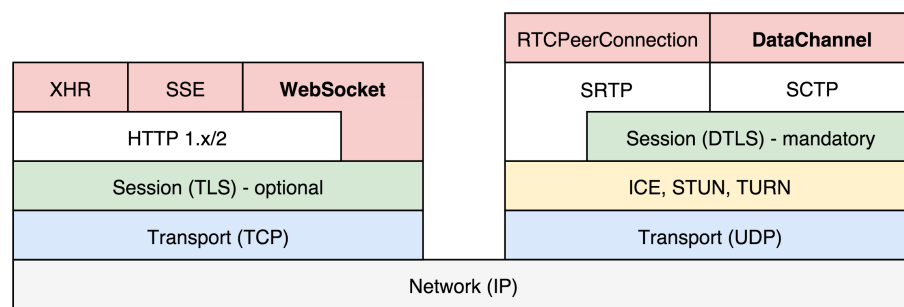 RTCPeerConnection DataChannel
XHR SSE WebSocket SRTP SCTP
HTTP 1.x/2 Session (DTLS) - mandatory
Session (TLS) - optional ICE, STUN, TURN
Transport (TCP) Transport (UDP)
Network (IP)